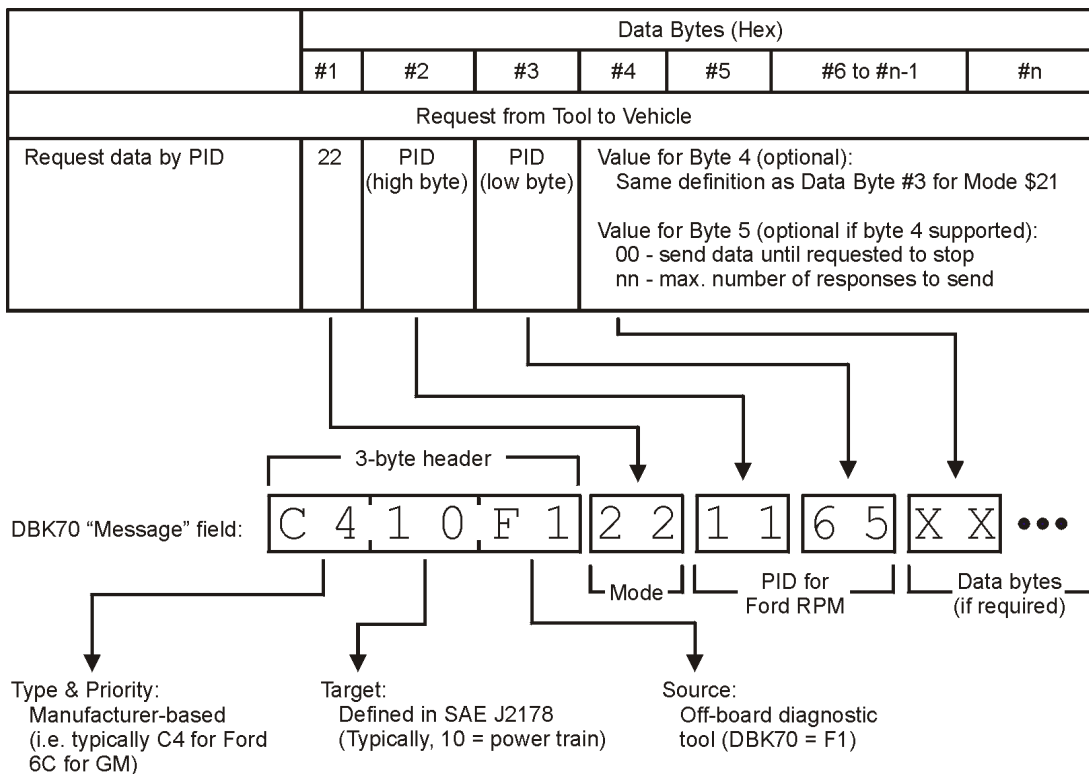 Data Bytes (Hex)
#1 #2 #3 #4 #5 #6 to #n-1 #n
Request from Tool to Vehicle
Request data by PID
22
PID
(high byte)
PID
(low byte)
Value for Byte 4 (optional):
Same definition as Data Byte #3 for Mode $21
Value for Byte 5 (optional if byte 4 supported):
00 - send data until requested to stop
nn - max. number of responses to send
3-byte header
DBK70 “Message” field: C 4 1 0 F 1 2 2 1 1 6 5 X X •••
Mode
PID for
Ford RPM
Data bytes
(if required)
Type & Priority:
Manufacturer-based
(i.e. typically C4 for Ford
6C for GM)
Target:
Defined in SAE J2178
(Typically, 10 = power train)
Source:
Off-board diagnostic
tool (DBK70 = F1)